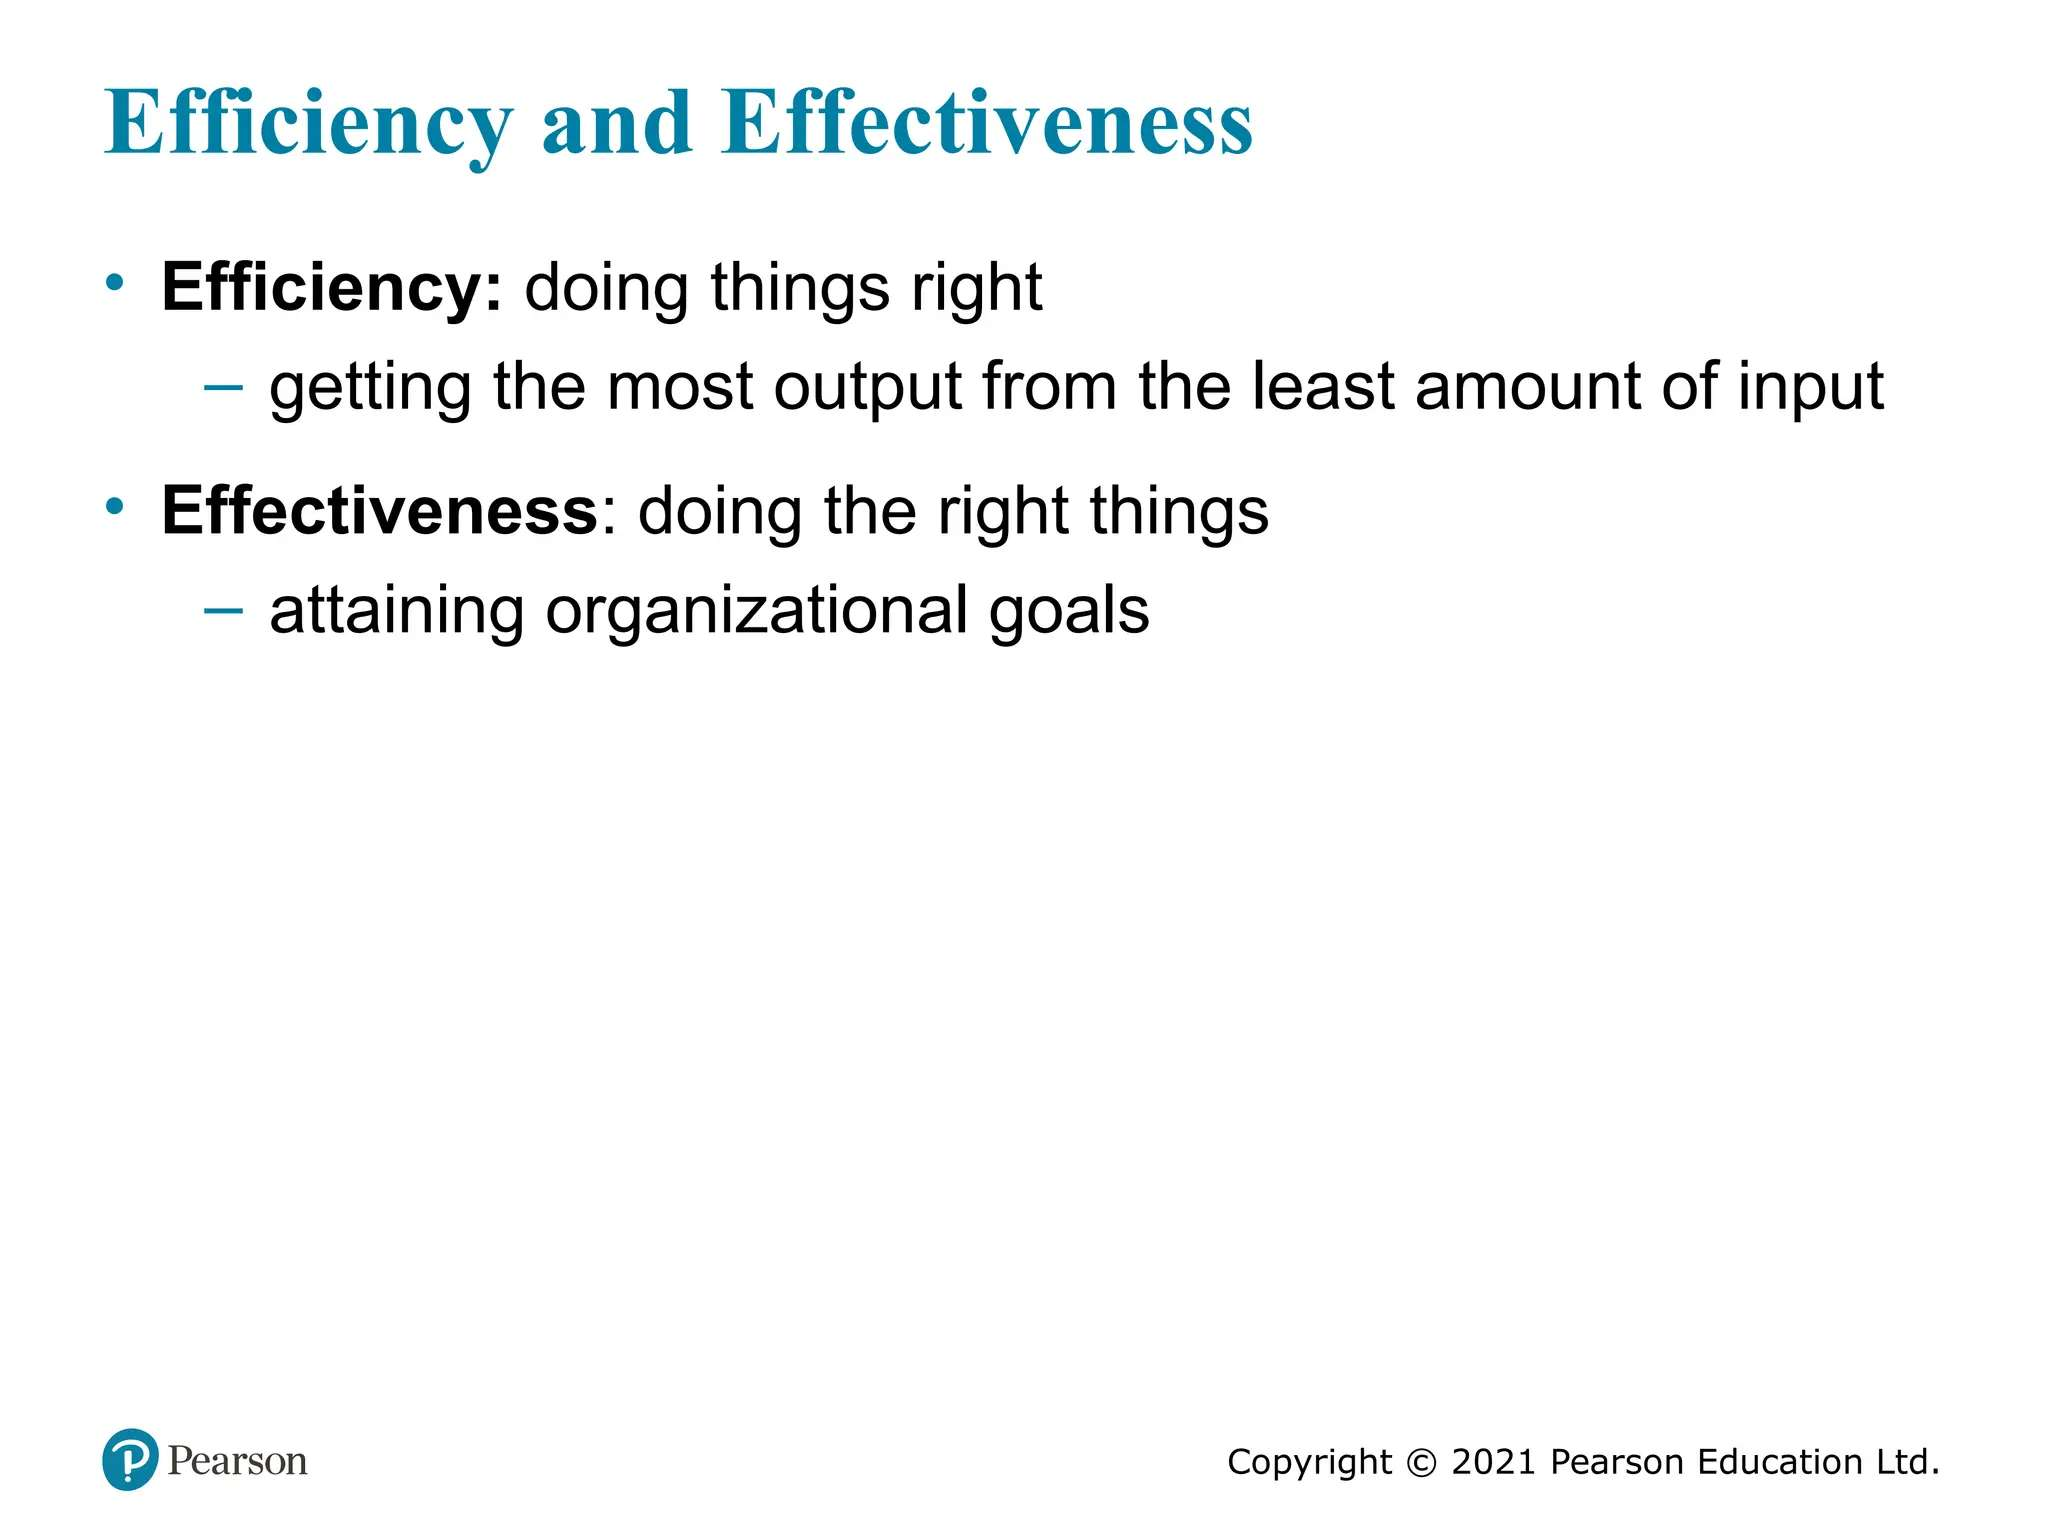 Efficiency and Effectiveness
• Efficiency: doing things right
– getting the most output from the least amount of input
• Effectiveness: doing the right things
– attaining organizational goals
Pearson
Copyright © 2021 Pearson Education Ltd.